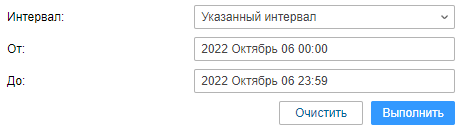 Интервал: Указанный интервал
От: 2022 Октябрь 06 00:00
До: 2022 Октябрь 06 23:59
Очистить Выполнить